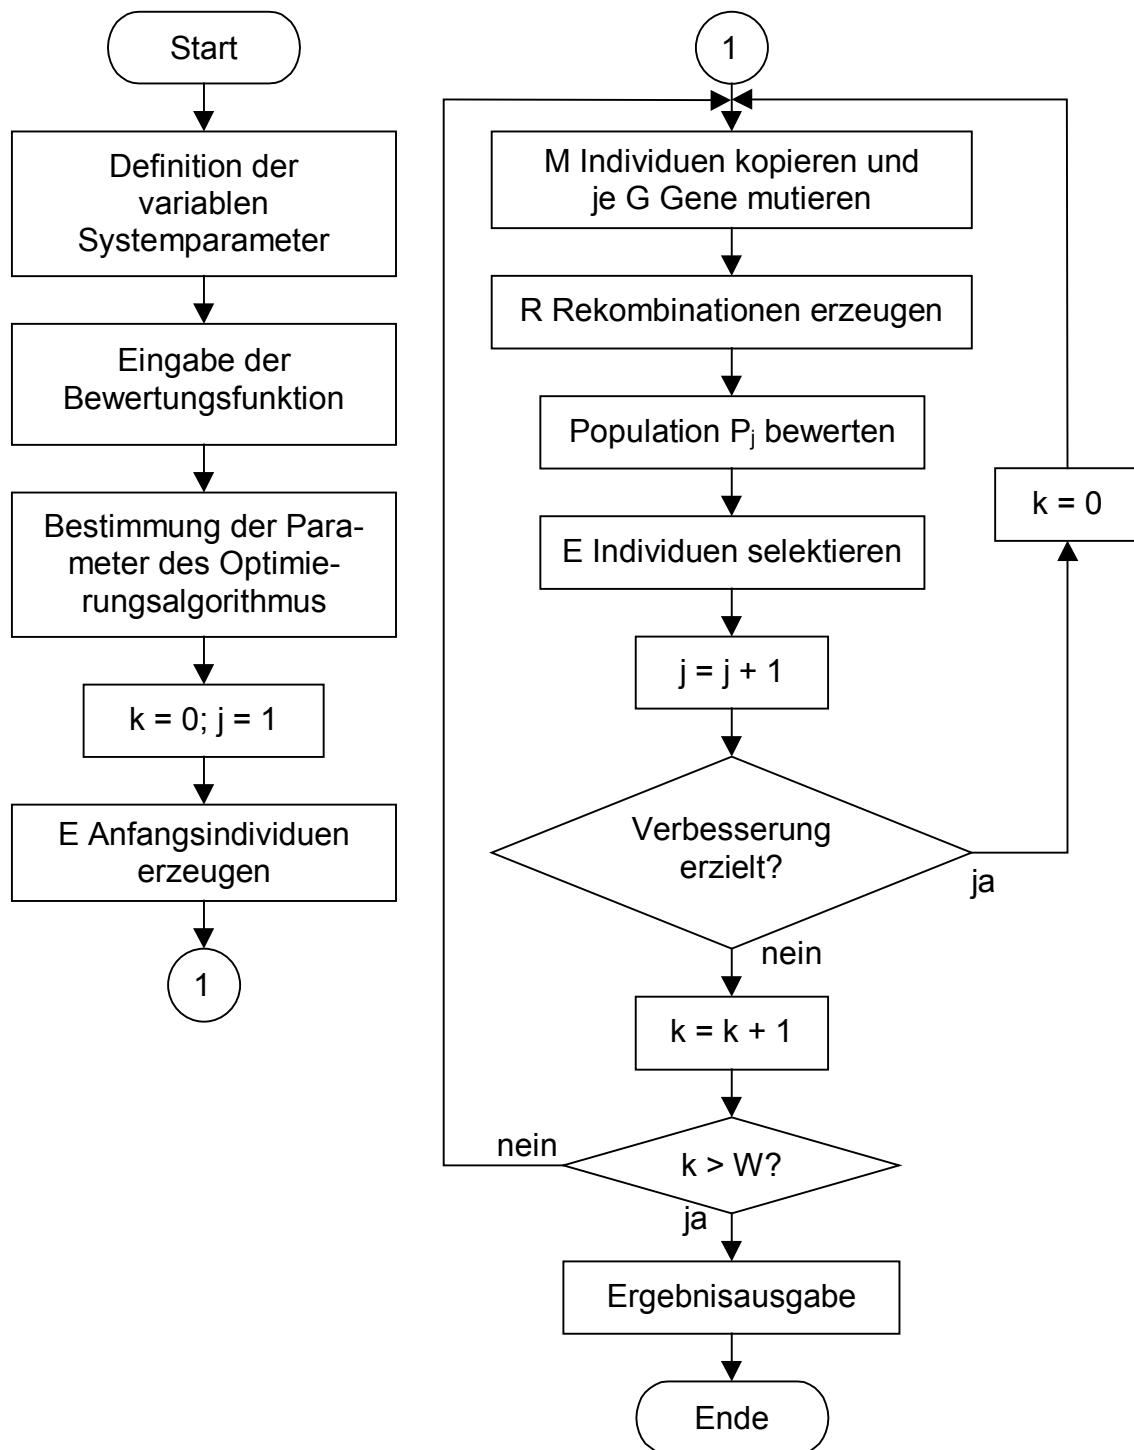 Start
Definition der
variablen
Systemparameter
Eingabe der
Bewertungsfunktion
Bestimmung der Para-
meter des Optimie-
rungsalgorithmus
k = 0; j = 1
E Anfangsindividuen
erzeugen
1
1
M Individuen kopieren und
je G Gene mutieren
R Rekombinationen erzeugen
Population Pj bewerten
E Individuen selektieren
k = 0
j = j + 1
Verbesserung
erzielt?
ja
nein
k = k + 1
nein
k > W?
ja
Ergebnisausgabe
Ende